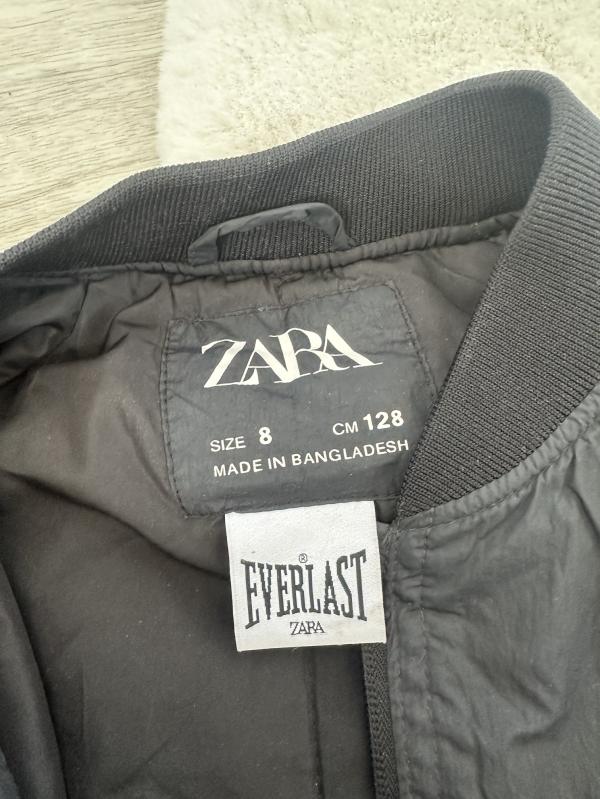 ZARA
SIZE 8 CM 128
MADE IN BANGLADESH
®
EVERLAST
ZARA